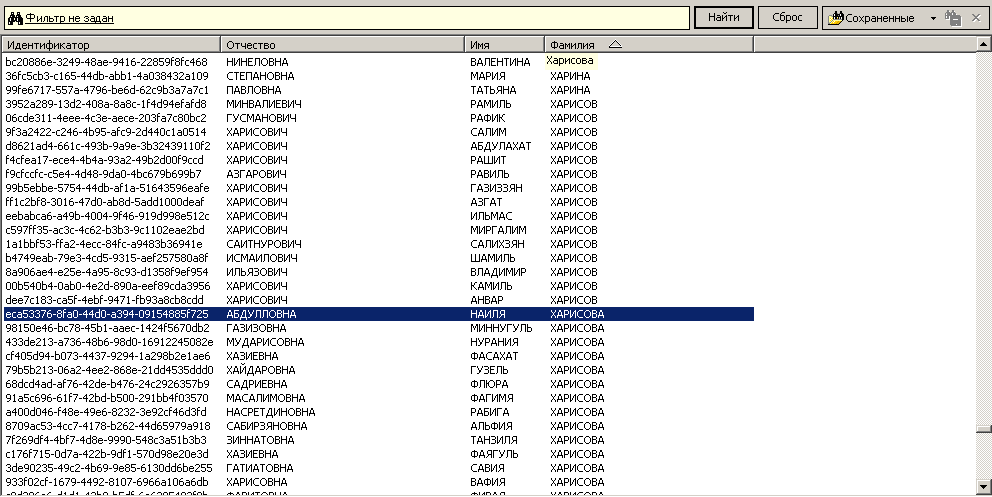 Фильтр не задан Найти Сброс Сохраненные
Идентификатор Отчество Имя Фамилия
bc20886e-3249-48ae-9416-22859f8fc468 НИНЕЛОВНА ВАЛЕНТИНА Харисова
36fc5cb3-c165-44db-abb1-4a038432a109 СТЕПАНОВНА МАРИЯ ХАРИНА
99fe6717-557a-4796-be6d-62c9b3a7a7c1 ПАВЛОВНА ТАТЬЯНА ХАРИНА
3952a289-13d2-408a-8a8c-1f4d94efafd8 МИНВАЛИЕВИЧ РАМИЛЬ ХАРИСОВ
06cde311-4eee-4c3e-aece-203fa7c80bc2 ГУСМАНОВИЧ РАФИК ХАРИСОВ
9f3a2422-c246-4b95-afc9-2d440c1a0514 ХАРИСОВИЧ САЛИМ ХАРИСОВ
d8621ad4-661c-493b-9a9e-3b32439110f2 ХАРИСОВИЧ АБДУЛАХАТ ХАРИСОВ
f4cfea17-ece4-4b4a-93a2-49b2d00f9ccd ХАРИСОВИЧ РАШИТ ХАРИСОВ
f9cfccfc-c5e4-4d48-9da0-4bc679b699b7 АЗГАРОВИЧ РАВИЛЬ ХАРИСОВ
99b5ebbe-5754-44db-af1a-51643596eafe ХАРИСОВИЧ ГАЗИЗЗЯН ХАРИСОВ
ff1c2bf8-3016-47d0-ab8d-5add1000deaf ХАРИСОВИЧ АЗГАТ ХАРИСОВ
eebabca6-a49b-4004-9f46-919d998e512c ХАРИСОВИЧ ИЛЬМАС ХАРИСОВ
c597ff35-ac3c-4c62-b3b3-9c1102eae2bd ХАРИСОВИЧ МИРГАЛИМ ХАРИСОВ
1a1bbf53-ffa2-4ecc-84fc-a9483b36941e САИТНУРОВИЧ САЛИХЗЯН ХАРИСОВ
b4749eab-79e3-4cd5-9315-aef257580a8f ИСМАИЛОВИЧ ШАМИЛЬ ХАРИСОВ
8a906ae4-e25e-4a95-8c93-d1358f9ef954 ИЛЬЯЗОВИЧ ВЛАДИМИР ХАРИСОВ
00b540b4-0ab0-4e2d-890a-eef89cda3956 ХАРИСОВИЧ КАМИЛЬ ХАРИСОВ
dee7c183-ca5f-4ebf-9471-fb93a8cb8cdd ХАРИСОВИЧ АНВАР ХАРИСОВ
eca53376-8fa0-44d0-a394-09154885f725 АБДУЛЛОВНА НАИЛЯ ХАРИСОВА
98150e46-bc78-45b1-aaec-1424f5670db2 ГАЗИЗОВНА МИННУГУЛЬ ХАРИСОВА
433de213-a736-48b6-98d0-16912245082e МУДАРИСОВНА НУРАНИЯ ХАРИСОВА
cf405d94-b073-4437-9294-1a298b2e1ae6 ХАЗИЕВНА ФАСАХАТ ХАРИСОВА
79b5b213-06a2-4ee2-868e-21dd4535ddd0 ХАЙДАРОВНА ГУЗЕЛЬ ХАРИСОВА
68dcd4ad-af76-42de-b476-24c2926357b9 САДРИЕВНА ФЛЮРА ХАРИСОВА
91a5c696-61f7-4b2d-b500-291bb4f03570 МАСАЛИМОВНА ФАГИМЯ ХАРИСОВА
a400d046-f48e-49e6-8232-3e92cf46d3fd НАСРЕТДИНОВНА РАБИГА ХАРИСОВА
8709ac53-4cc7-4178-b262-44d65979a918 САБИРЗЯНОВНА АЛЬФИЯ ХАРИСОВА
7f269df4-4bf7-4d8e-9990-548c3a51b3b3 ЗИННАТОВНА ТАНЗИЛЯ ХАРИСОВА
c176f715-0d7a-422b-9df1-570d98e20e3d ХАЗИЕВНА ФАЯГУЛЬ ХАРИСОВА
3de90235-49c2-4b69-9e85-6130dd6be255 ГАТИАТОВНА САВИЯ ХАРИСОВА
933f02cf-1679-4492-8107-6966a106a6db ХАРИСОВНА ВАФИЯ ХАРИСОВА